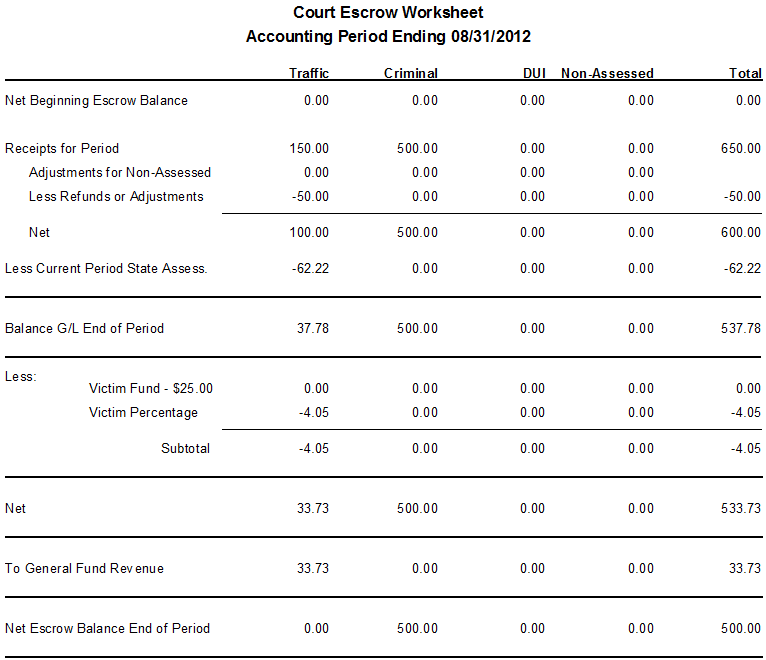 Court Escrow Worksheet
Accounting Period Ending 08/31/2012
Traffic Criminal DUI Non-Assessed Total
Net Beginning Escrow Balance 0.00 0.00 0.00 0.00 0.00
Receipts for Period 150.00 500.00 0.00 0.00 650.00
Adjustments for Non-Assessed 0.00 0.00 0.00 0.00
Less Refunds or Adjustments -50.00 0.00 0.00 0.00 -50.00
Net 100.00 500.00 0.00 0.00 600.00
Less Current Period State Assess. -62.22 0.00 0.00 0.00 -62.22
Balance G/L End of Period 37.78 500.00 0.00 0.00 537.78
Less:
Victim Fund - $25.00 0.00 0.00 0.00 0.00 0.00
Victim Percentage -4.05 0.00 0.00 0.00 -4.05
Subtotal -4.05 0.00 0.00 0.00 -4.05
Net 33.73 500.00 0.00 0.00 533.73
To General Fund Revenue 33.73 0.00 0.00 0.00 33.73
Net Escrow Balance End of Period 0.00 500.00 0.00 0.00 500.00